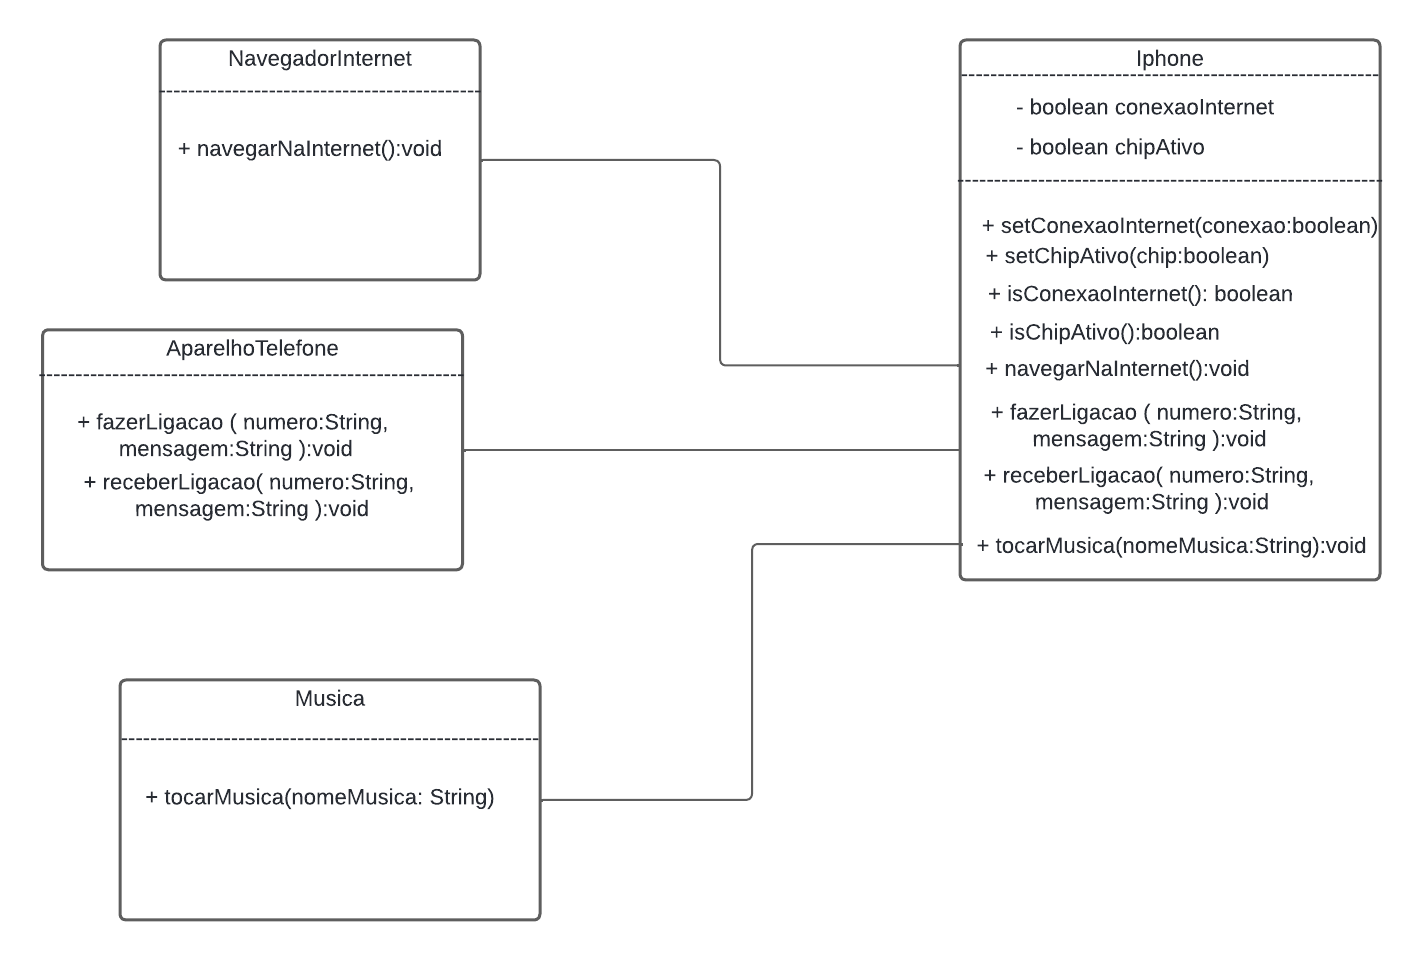 NavegadorInternet
+ navegarNaInternet():void
AparelhoTelefone
+ fazerLigacao ( numero:String,
mensagem:String ):void
+ receberLigacao( numero:String,
mensagem:String ):void
Musica
+ tocarMusica(nomeMusica: String)
Iphone
- boolean conexaoInternet
- boolean chipAtivo
+ setConexaoInternet(conexao:boolean)
+ setChipAtivo(chip:boolean)
+ isConexaoInternet(): boolean
+ isChipAtivo():boolean
+ navegarNaInternet():void
+ fazerLigacao ( numero:String,
mensagem:String ):void
+ receberLigacao( numero:String,
mensagem:String ):void
+ tocarMusica(nomeMusica:String):void